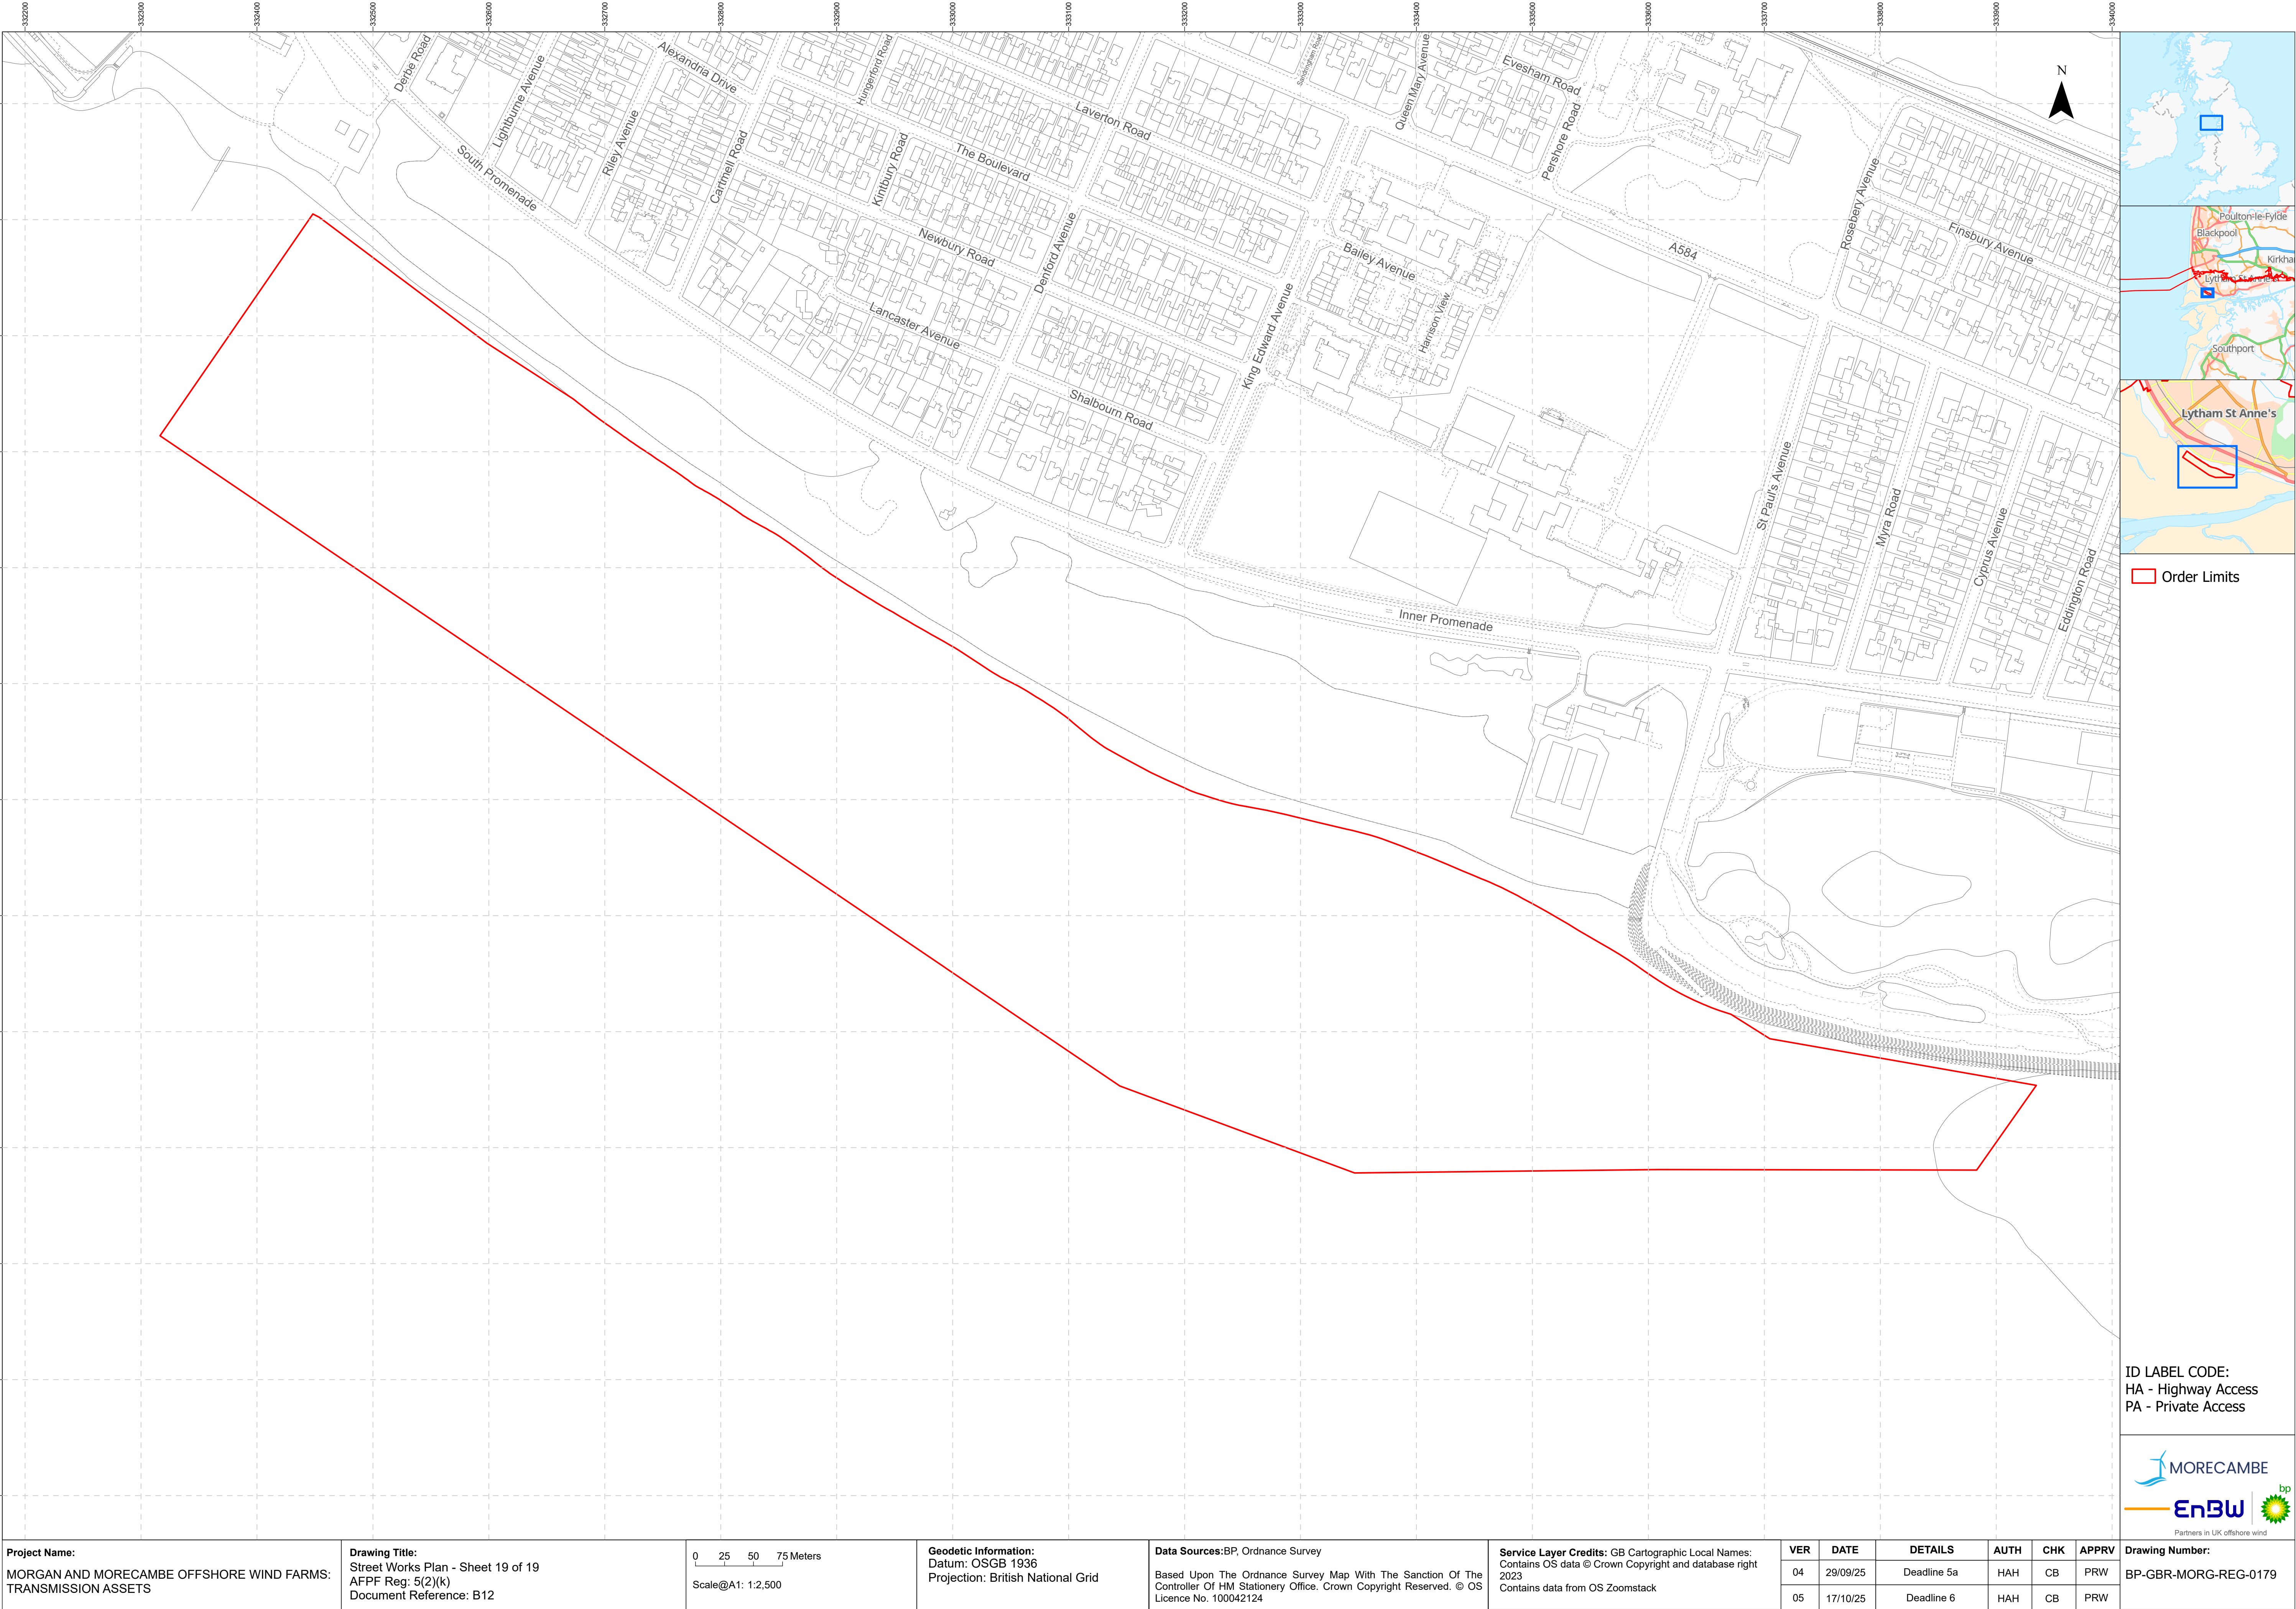 332200
332300
332400
332500
332600
332700
332800
332900
333000
333100
333200
333300
333400
333500
333600
333700
333800
333900
334000
Derbe Road
Lightbourne Avenue
Riley Avenue
Alexandria Drive
Hungerford Road
Cartmell Road
Kintbury Road
Laverton Road
The Boulevard
South Promenade
Newbury Road
Denford Avenue
Lancaster Avenue
Shalbourn Road
Sandringham Road
Queen Mary Avenue
Evesham Road
Pershore Road
Bailey Avenue
Harrison View
King Edward Avenue
A584
Rosebery Avenue
Finsbury Avenue
St Paul's Avenue
Myra Road
Cyprus Avenue
Eddington Road
Inner Promenade
N
Poulton-le-Fylde
Blackpool
Kirkha
Lytham St Anne's
Southport
Lytham St Anne's
Order Limits
ID LABEL CODE:
HA - Highway Access
PA - Private Access
MORECAMBE
EnBW
bp
Partners in UK offshore wind
Project Name:
MORGAN AND MORECAMBE OFFSHORE WIND FARMS:
TRANSMISSION ASSETS
Drawing Title:
Street Works Plan - Sheet 19 of 19
AFPF Reg: 5(2)(k)
Document Reference: B12
0 25 50 75 Meters
Scale@A1: 1:2,500
Geodetic Information:
Datum: OSGB 1936
Projection: British National Grid
Data Sources:BP, Ordnance Survey
Based Upon The Ordnance Survey Map With The Sanction Of The
Controller Of HM Stationery Office. Crown Copyright Reserved. © OS
Licence No. 100042124
Service Layer Credits: GB Cartographic Local Names:
Contains OS data © Crown Copyright and database right
2023
Contains data from OS Zoomstack
VER DATE DETAILS AUTH CHK APPRV
04 29/09/25 Deadline 5a HAH CB PRW
05 17/10/25 Deadline 6 HAH CB PRW
Drawing Number:
BP-GBR-MORG-REG-0179